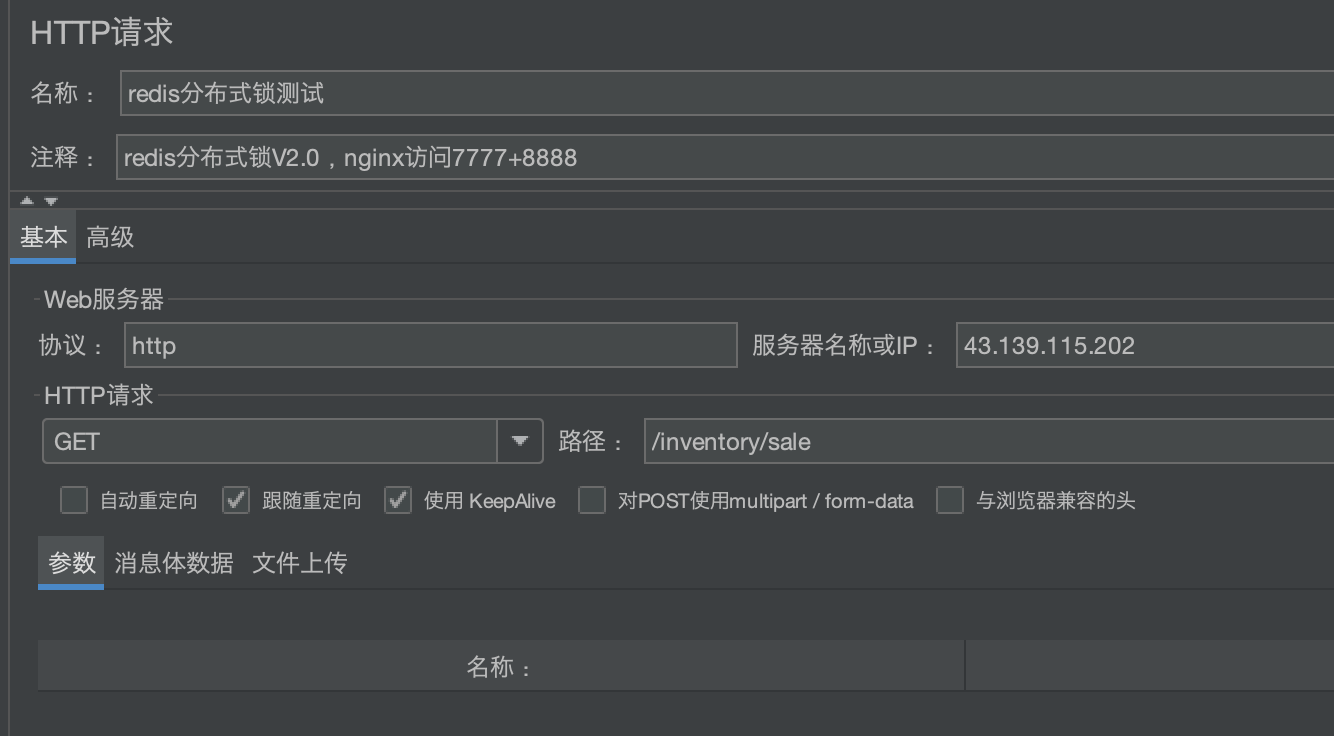 HTTP请求
名称： redis分布式锁测试
注释： redis分布式锁V2.0，nginx访问7777+8888
基本 高级
Web服务器
协议： http 服务器名称或IP： 43.139.115.202
HTTP请求
GET 路径： /inventory/sale
自动重定向 跟随重定向 使用 KeepAlive 对POST使用multipart / form-data 与浏览器兼容的头
参数 消息体数据 文件上传
名称：